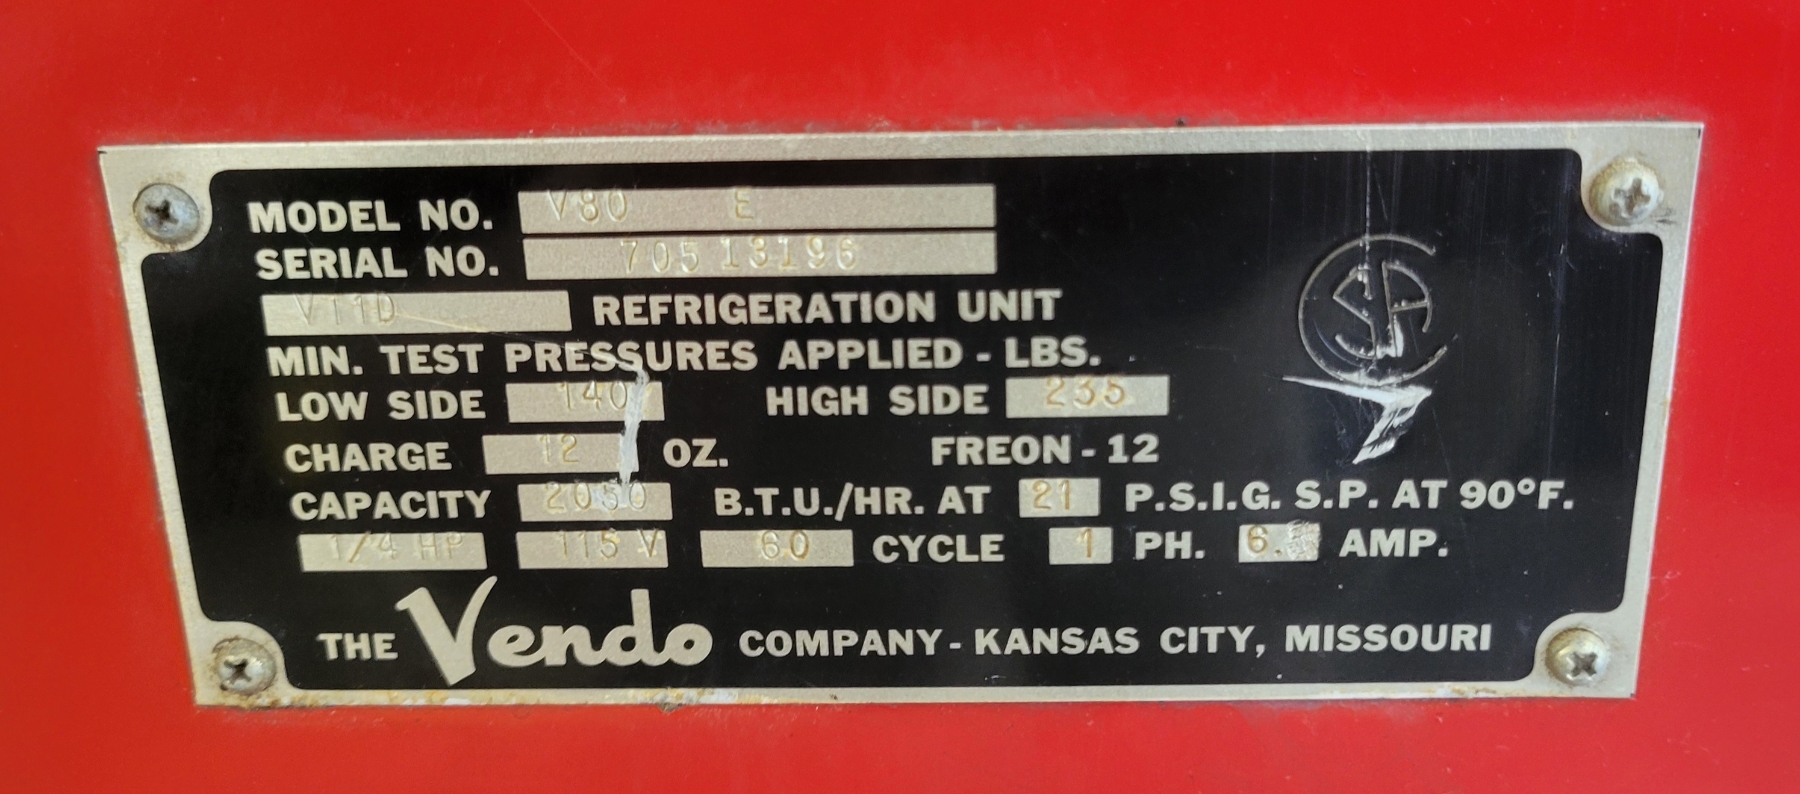 MODEL NO. V80 E
SERIAL NO. 70513196
V11D REFRIGERATION UNIT
MIN. TEST PRESSURES APPLIED - LBS.
LOW SIDE 140 HIGH SIDE 235
CHARGE 12 OZ. FREON - 12
CAPACITY 2050 B.T.U./HR. AT 21 P.S.I.G. S.P. AT 90°F.
1/4 HP 115 V 60 CYCLE 1 PH. AMP.
THE Vendo COMPANY - KANSAS CITY, MISSOURI